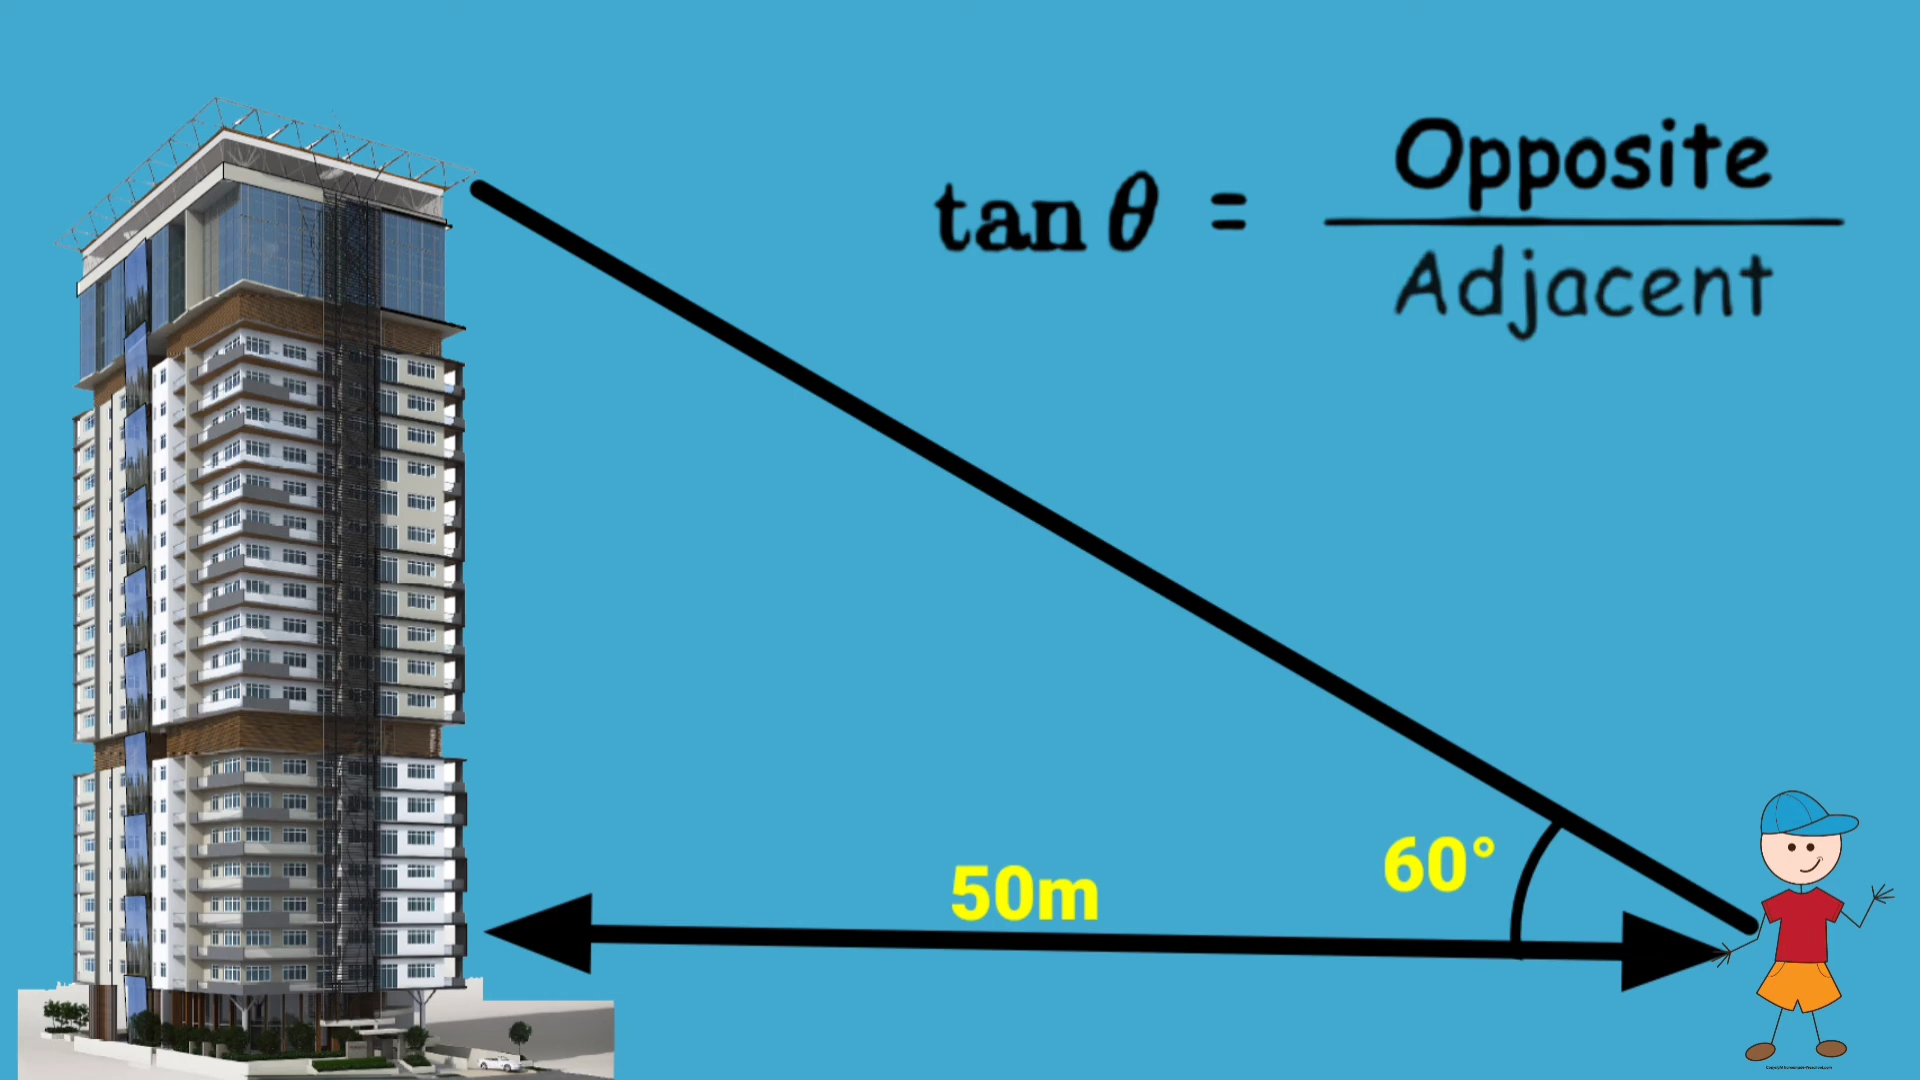 tan θ = Opposite
Adjacent
60°
50m